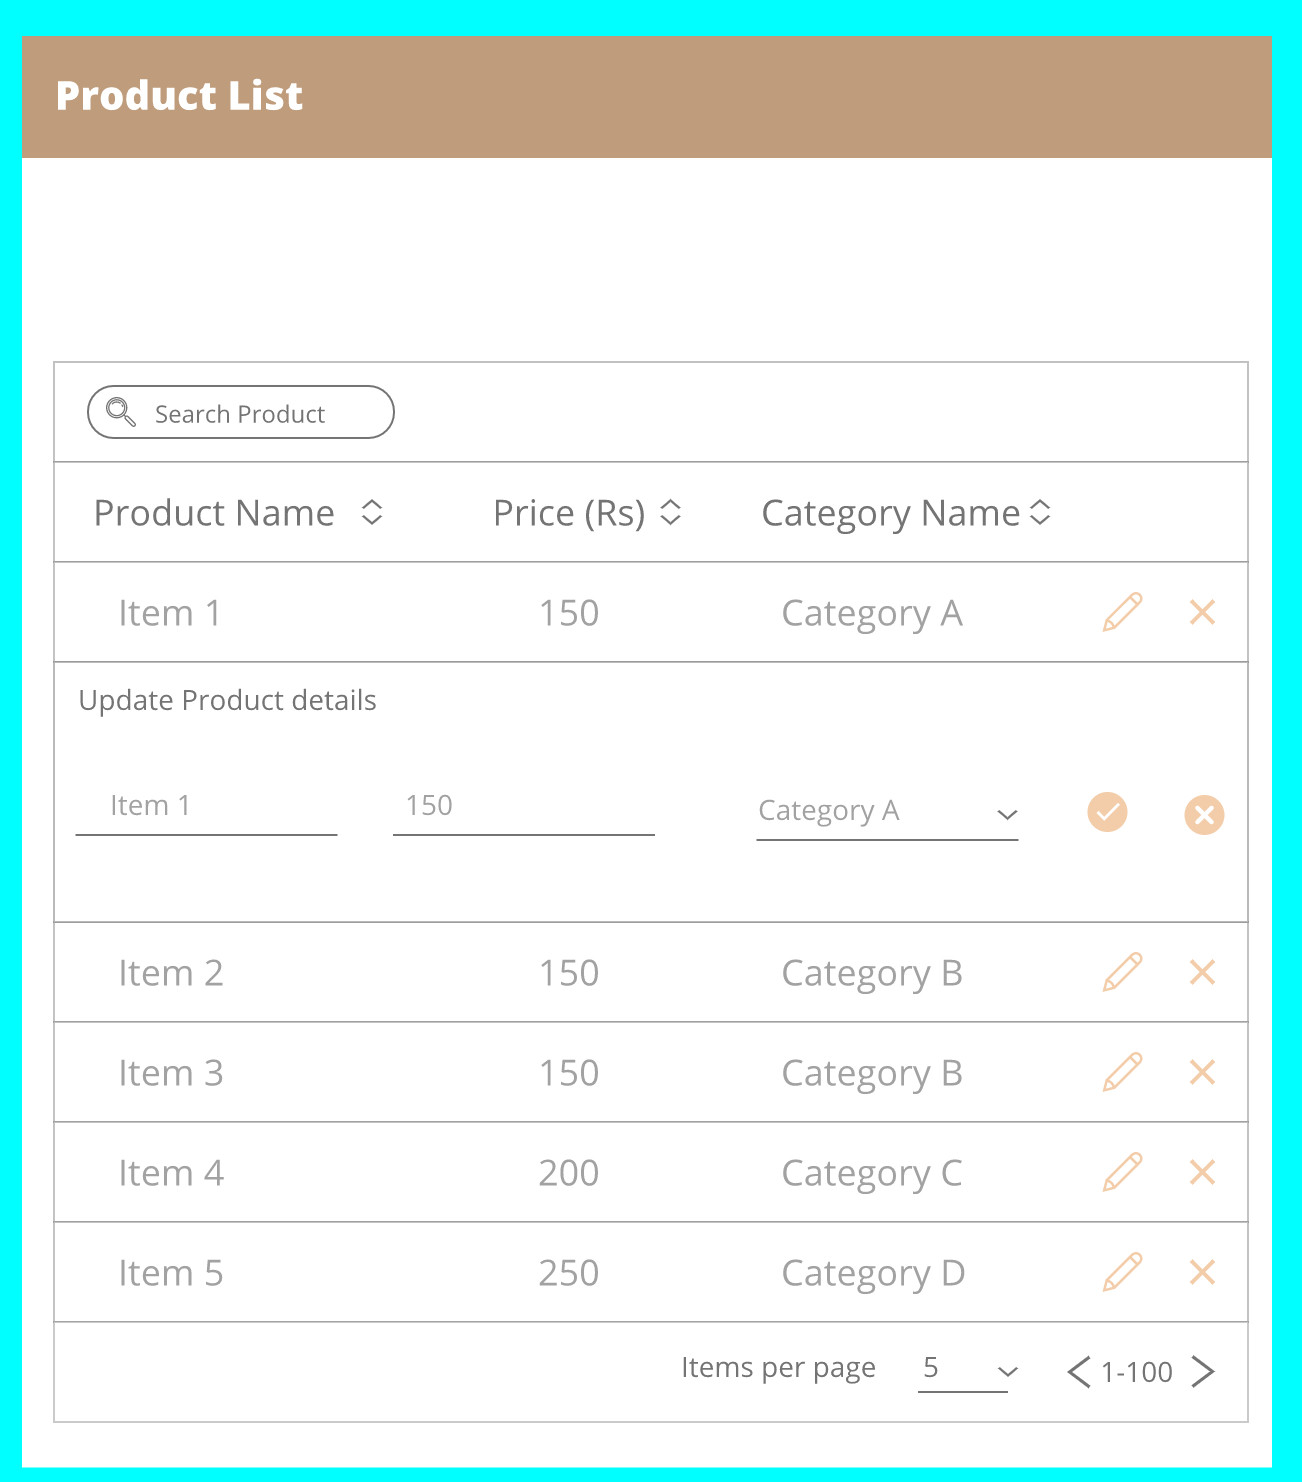 Product List
Search Product
Product Name Price (Rs) Category Name
Item 1 150 Category A
Update Product details
Item 1 150 Category A
Item 2 150 Category B
Item 3 150 Category B
Item 4 200 Category C
Item 5 250 Category D
Items per page 5 1-100